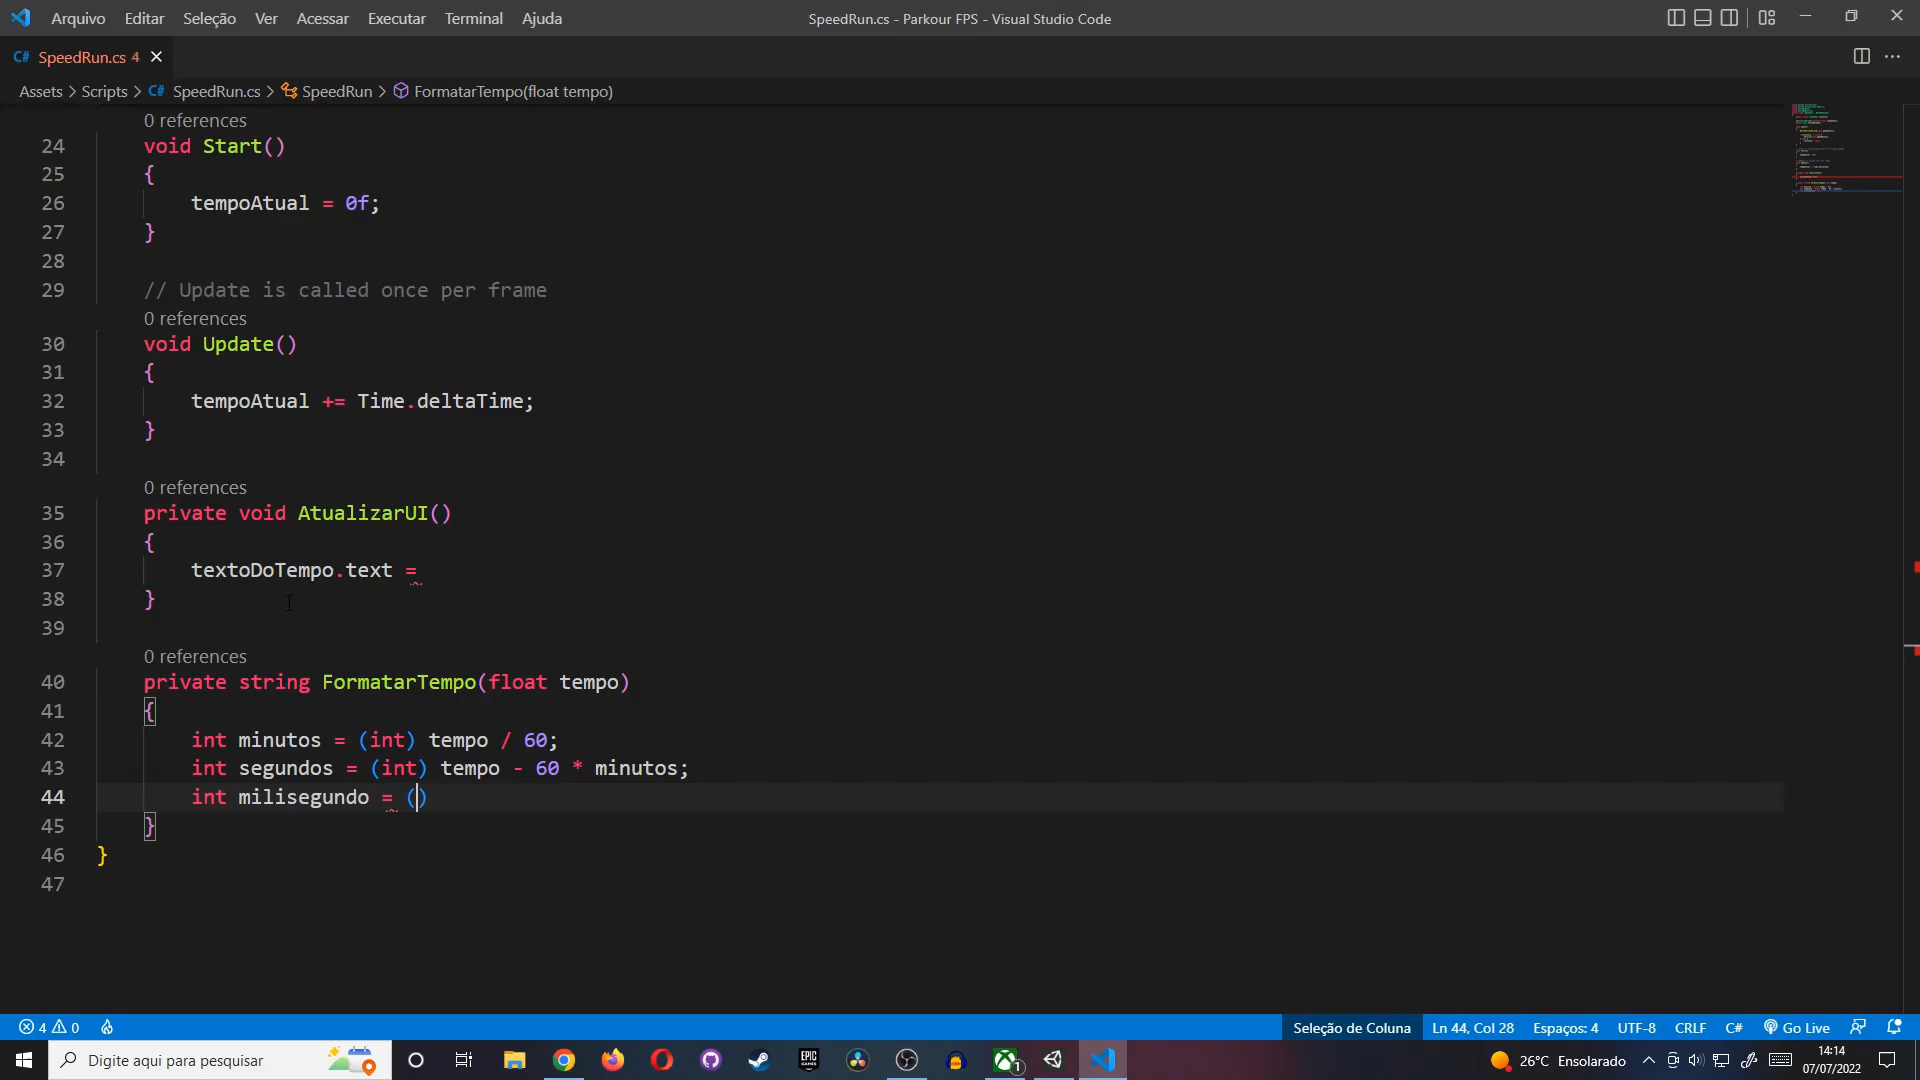 Arquivo Editar Seleção Ver Acessar Executar Terminal Ajuda SpeedRun.cs - Parkour FPS - Visual Studio Code
C# SpeedRun.cs 4
Assets > Scripts > C# SpeedRun.cs > SpeedRun > FormatarTempo(float tempo)
0 references
24 void Start()
25 {
26 tempoAtual = 0f;
27 }
28
29 // Update is called once per frame
0 references
30 void Update()
31 {
32 tempoAtual += Time.deltaTime;
33 }
34
0 references
35 private void AtualizarUI()
36 {
37 textoDoTempo.text =
38 }
39
0 references
40 private string FormatarTempo(float tempo)
41 {
42 int minutos = (int) tempo / 60;
43 int segundos = (int) tempo - 60 * minutos;
44 int milisegundo = ()
45 }
46 }
47
4 0 Seleção de Coluna Ln 44, Col 28 Espaços: 4 UTF-8 CRLF C# Go Live
Digite aqui para pesquisar EPIC GAMES 1 26°C Ensolarado 14:14
07/07/2022